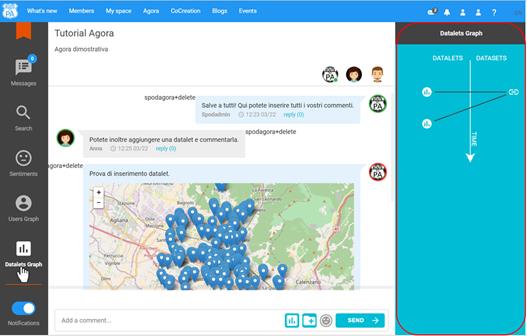 PA
What's new Members My space Agora CoCreation Blogs Events
Messages
Search
Sentiments
Users Graph
Datalets Graph
Notifications
Tutorial Agora
Agora dimostrativa
spodagora+delete
Salve a tutti! Qui potete inserire tutti i vostri commenti.
Spodadmin 12:23 03/22 reply (0)
Potete inoltre aggiungere una datalet e commentarla.
spodagora+delete
Anna 12:25 03/22 reply (0)
agora+delete
Prova di inserimento datalet.
+
-
Agliana
Calenzano
Add a comment...
SEND
Datalets Graph
DATALETS DATASETS
TIME